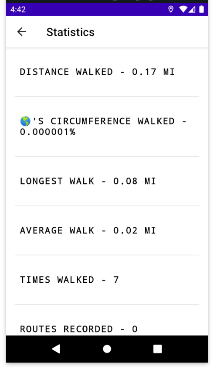 4:42
Statistics
DISTANCE WALKED - 0.17 MI
🌎'S CIRCUMFERENCE WALKED -
0.000001%
LONGEST WALK - 0.08 MI
AVERAGE WALK - 0.02 MI
TIMES WALKED - 7
ROUTES RECORDED - 0